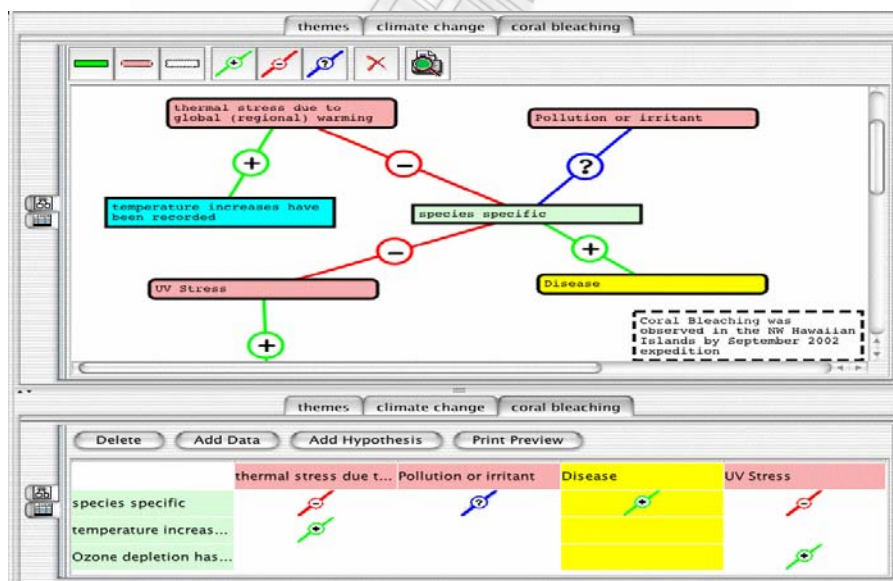 themes climate change coral bleaching
thermal stress due to
global (regional) warming
Pollution or irritant
+
−
?
temperature increases have
been recorded
species specific
−
+
UV Stress
Disease
+
Coral Bleaching was
observed in the NW Hawaiian
Islands by September 2002
expedition
themes climate change coral bleaching
Delete Add Data Add Hypothesis Print Preview
thermal stress due t... Pollution or irritant Disease UV Stress
species specific − ? + −
temperature increas... +
Ozone depletion has... +